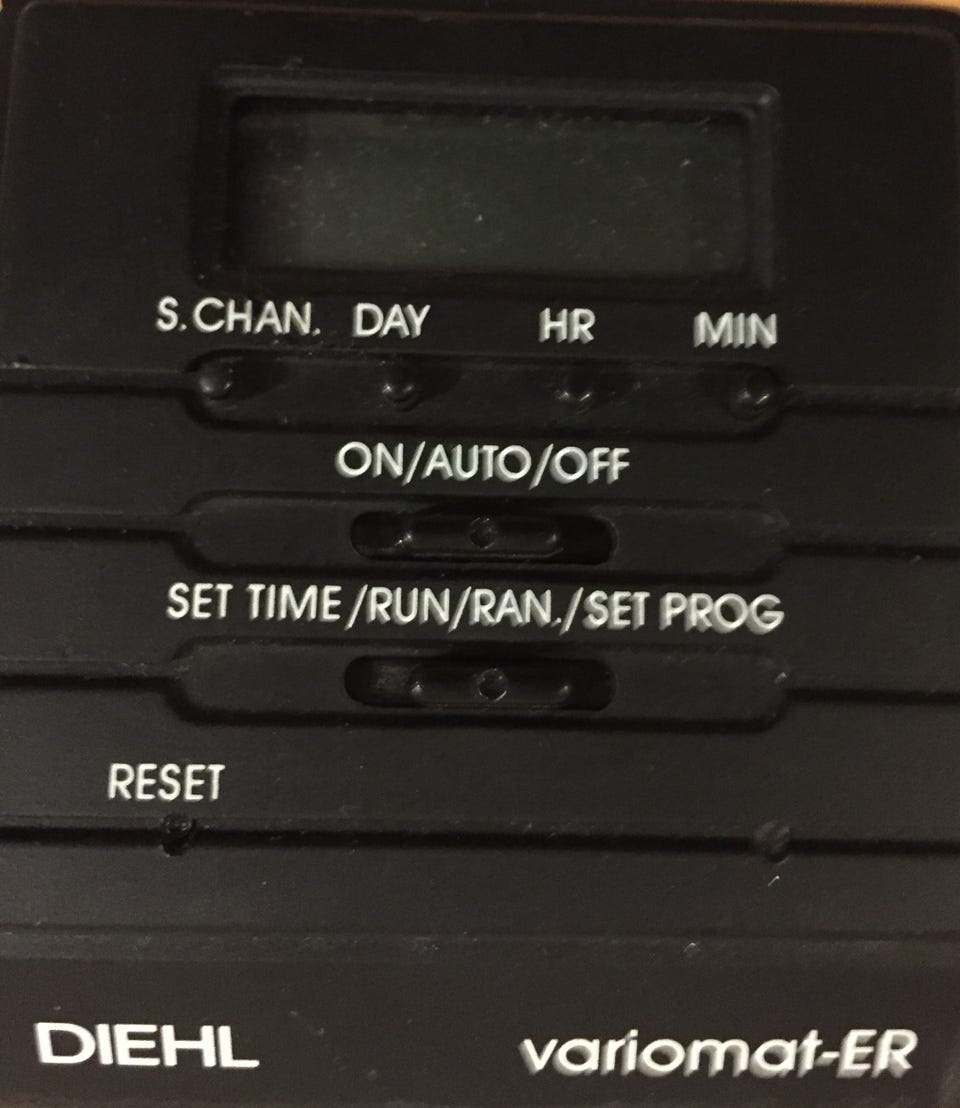 S. CHAN. DAY HR MIN
ON/AUTO/OFF
SET TIME/RUN/RAN./SET PROG
RESET
DIEHL variomat-ER